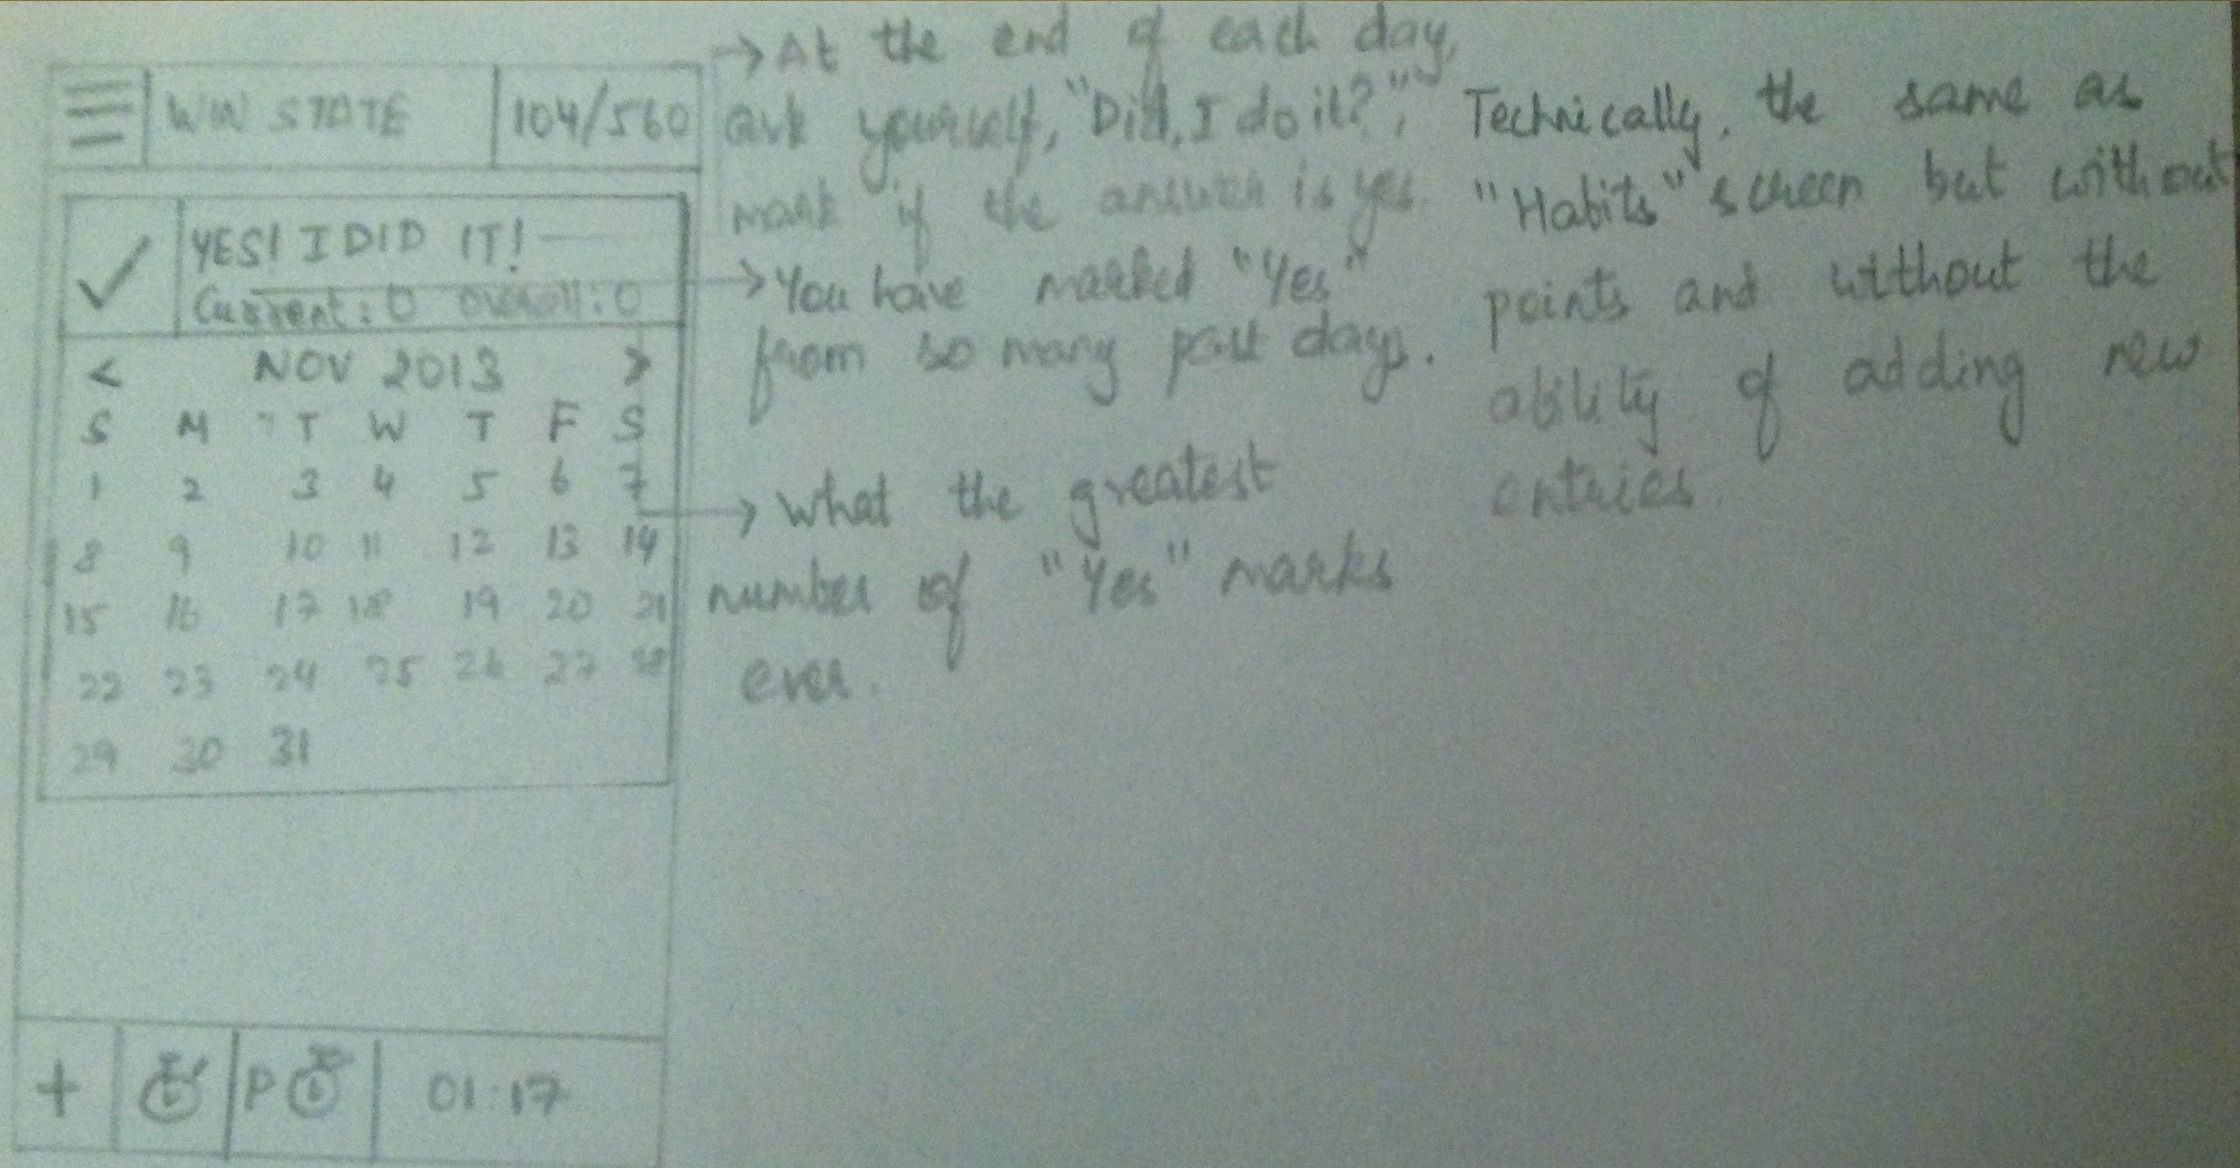 WIN STATE 104/560
YES! I DID IT!
Current: 0 Overall: 0
< NOV 2013 >
S M T W T F S
1 2 3 4 5 6 7
8 9 10 11 12 13 14
15 16 17 18 19 20 21
22 23 24 25 26 27 28
29 30 31
+ P 01:17
→ At the end of each day,
ask yourself, "Did I do it?",
mark if the answer is yes.
→ You have marked "Yes"
from so many past days.
→ What the greatest
number of "Yes" marks
ever.
Technically, the same as
"Habits" screen but without
points and without the
ability of adding new
entries.